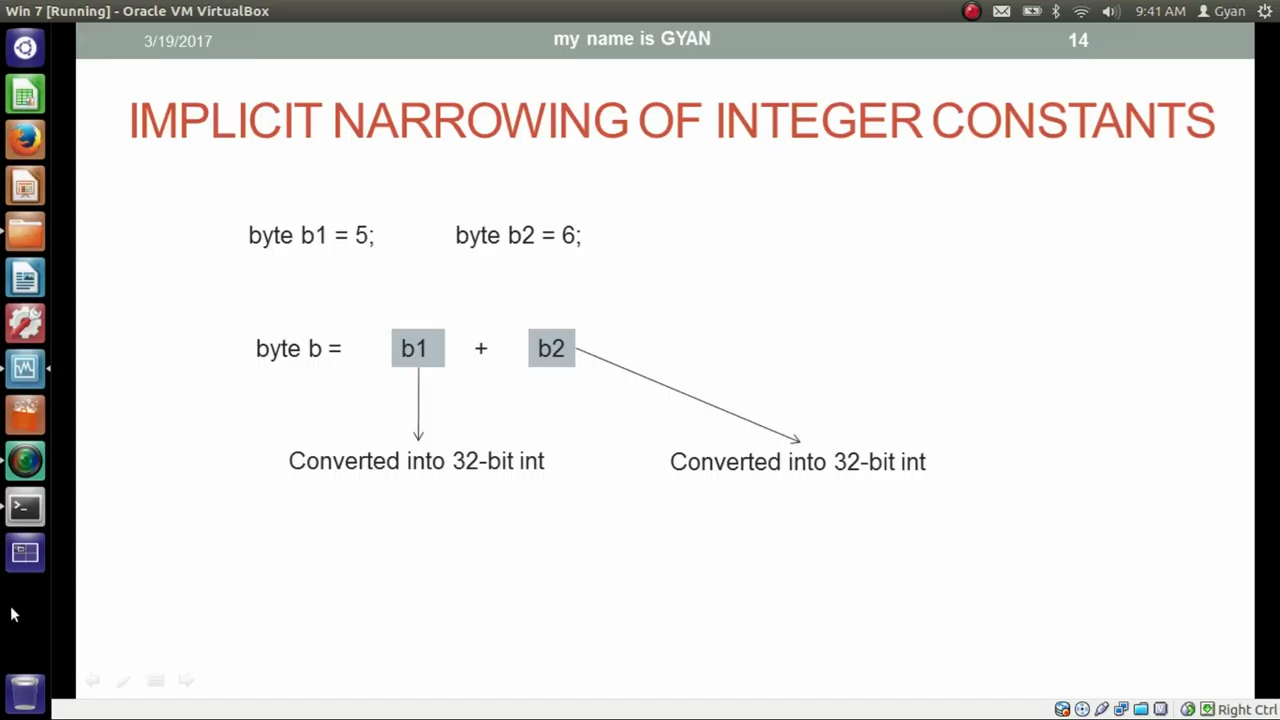 Win 7 [Running] - Oracle VM VirtualBox
9:41 AM Gyan
3/19/2017 my name is GYAN 14
IMPLICIT NARROWING OF INTEGER CONSTANTS
byte b1 = 5; byte b2 = 6;
byte b = b1 + b2
Converted into 32-bit int Converted into 32-bit int
Right Ctrl